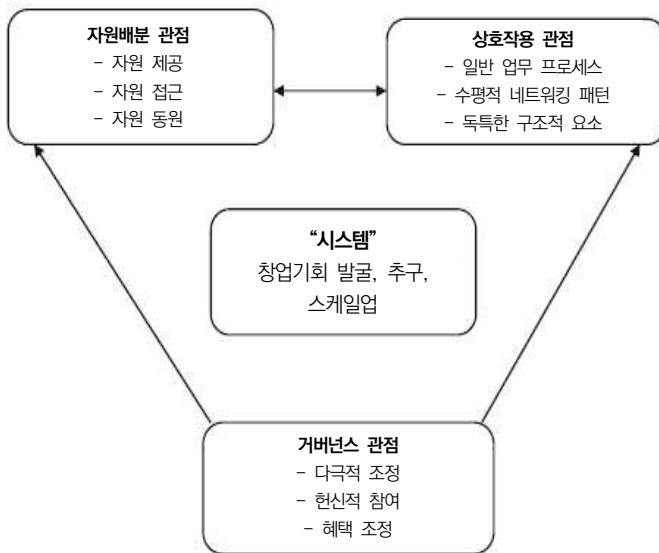 자원배분 관점
- 자원 제공
- 자원 접근
- 자원 동원
상호작용 관점
- 일반 업무 프로세스
- 수평적 네트워킹 패턴
- 독특한 구조적 요소
“시스템”
창업기회 발굴, 추구,
스케일업
거버넌스 관점
- 다극적 조정
- 헌신적 참여
- 혜택 조정